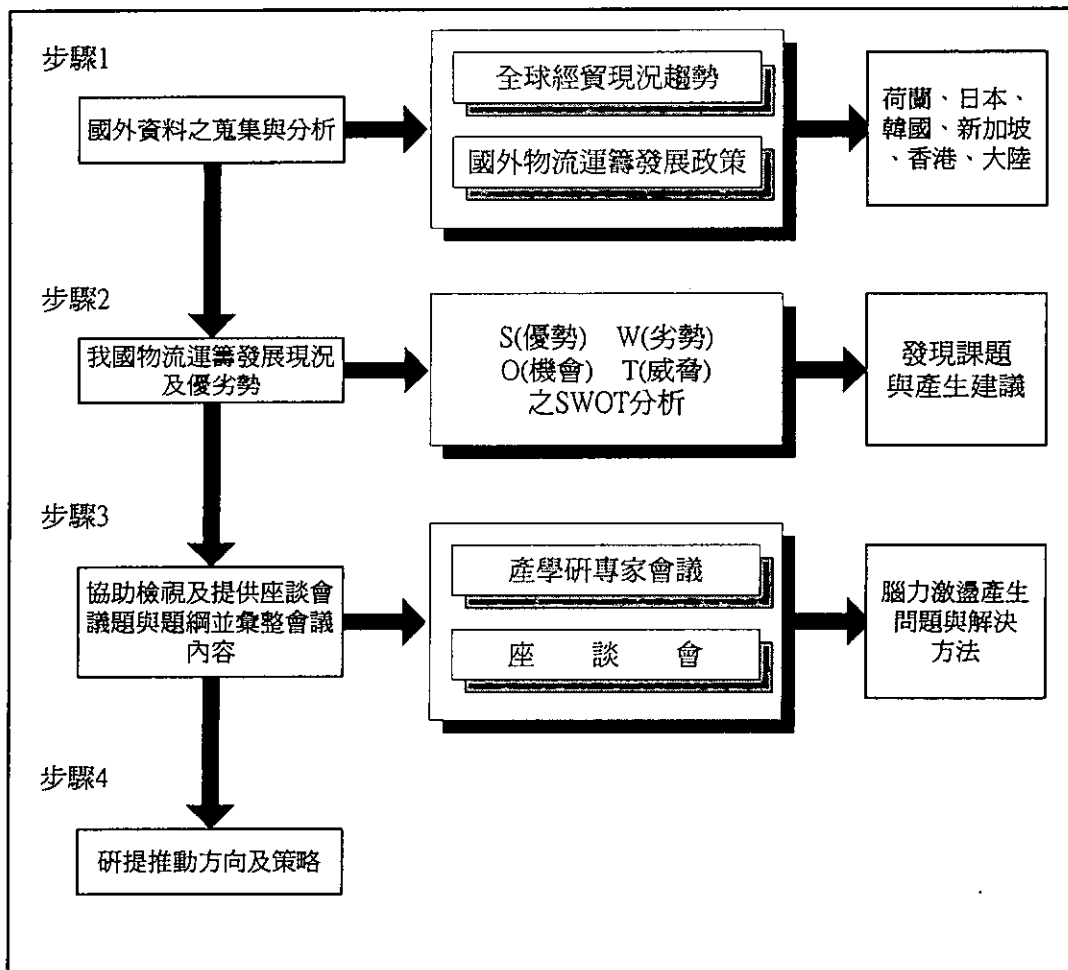 步驟1
國外資料之蒐集與分析
全球經貿現況趨勢
國外物流運籌發展政策
荷蘭、日本、
韓國、新加坡
、香港、大陸
步驟2
我國物流運籌發展現況
及優劣勢
S(優勢) W(劣勢)
O(機會) T(威脅)
之SWOT分析
發現課題
與產生建議
步驟3
協助檢視及提供座談會
議題與題綱並彙整會議
內容
產學研專家會議
座談會
腦力激盪產生
問題與解決
方法
步驟4
研提推動方向及策略